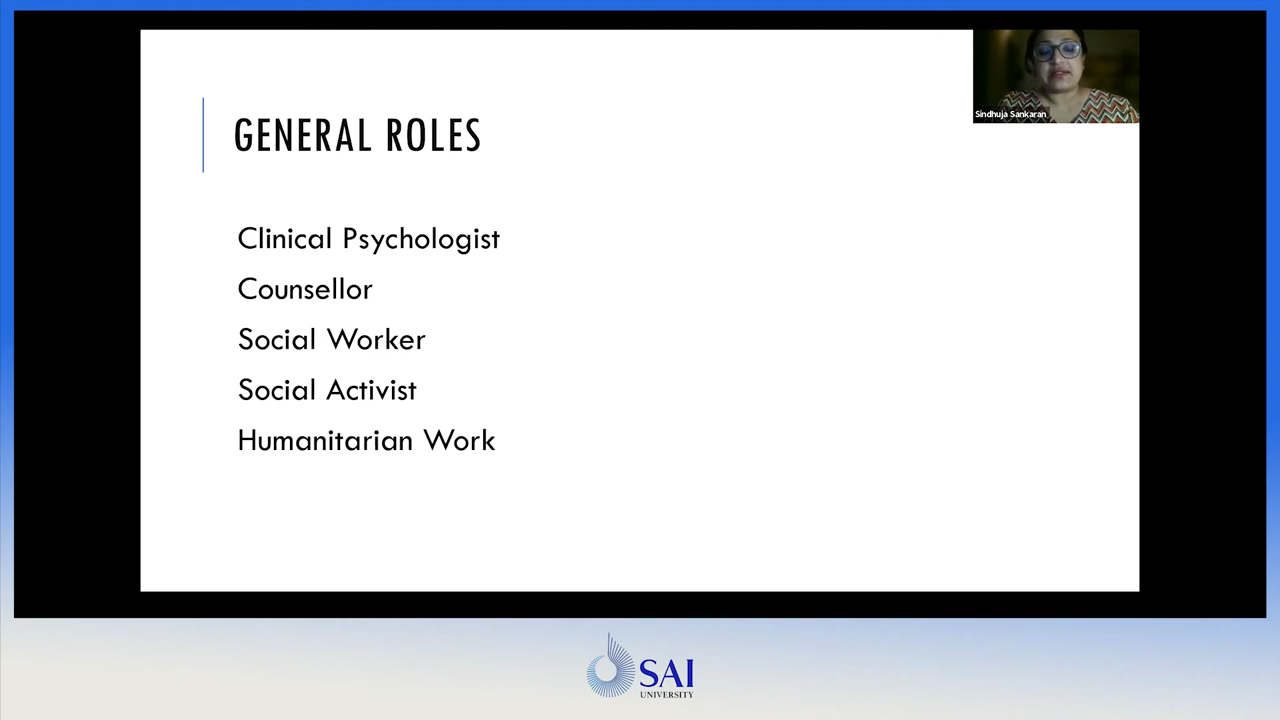 Sindhuja Sankaran
GENERAL ROLES
Clinical Psychologist
Counsellor
Social Worker
Social Activist
Humanitarian Work
SAI
UNIVERSITY